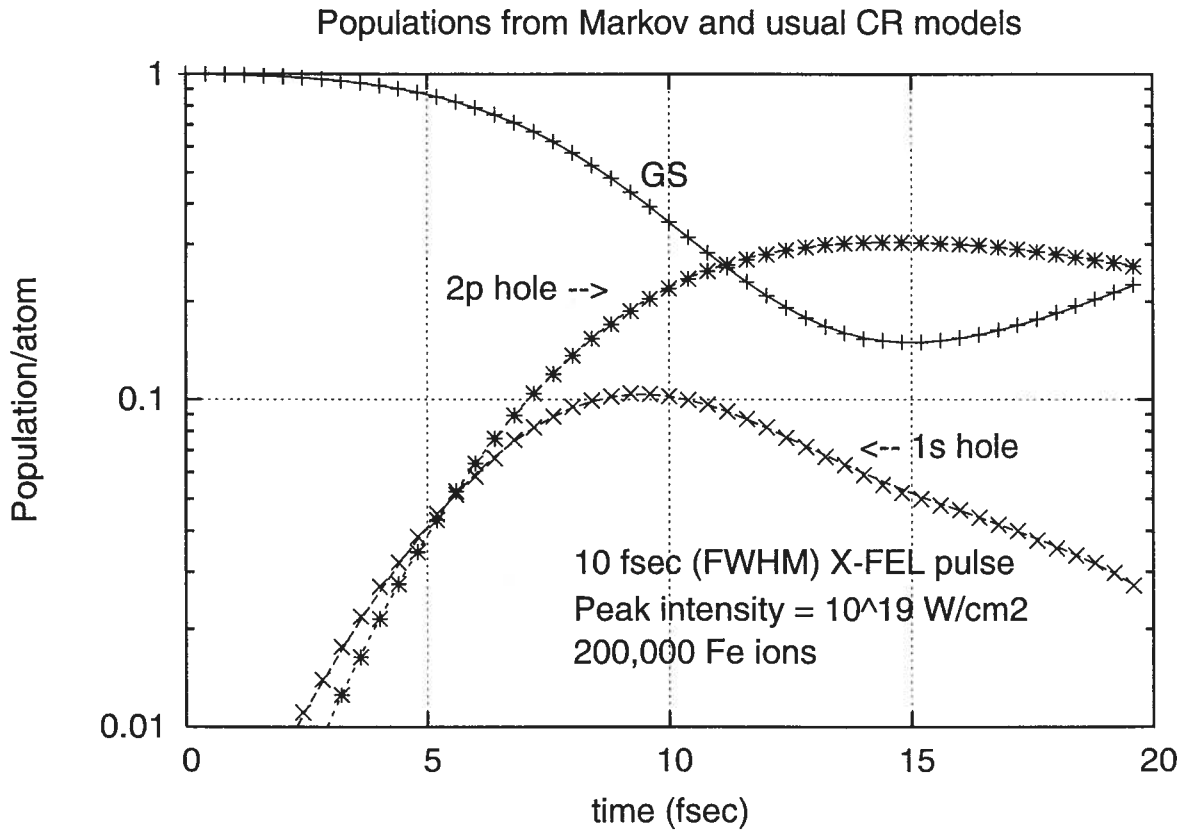 Populations from Markov and usual CR models
1
GS
2p hole -->
0.1
<-- 1s hole
10 fsec (FWHM) X-FEL pulse
Peak intensity = 10^19 W/cm2
200,000 Fe ions
0.01
0 5 10 15 20
time (fsec)
Population/atom